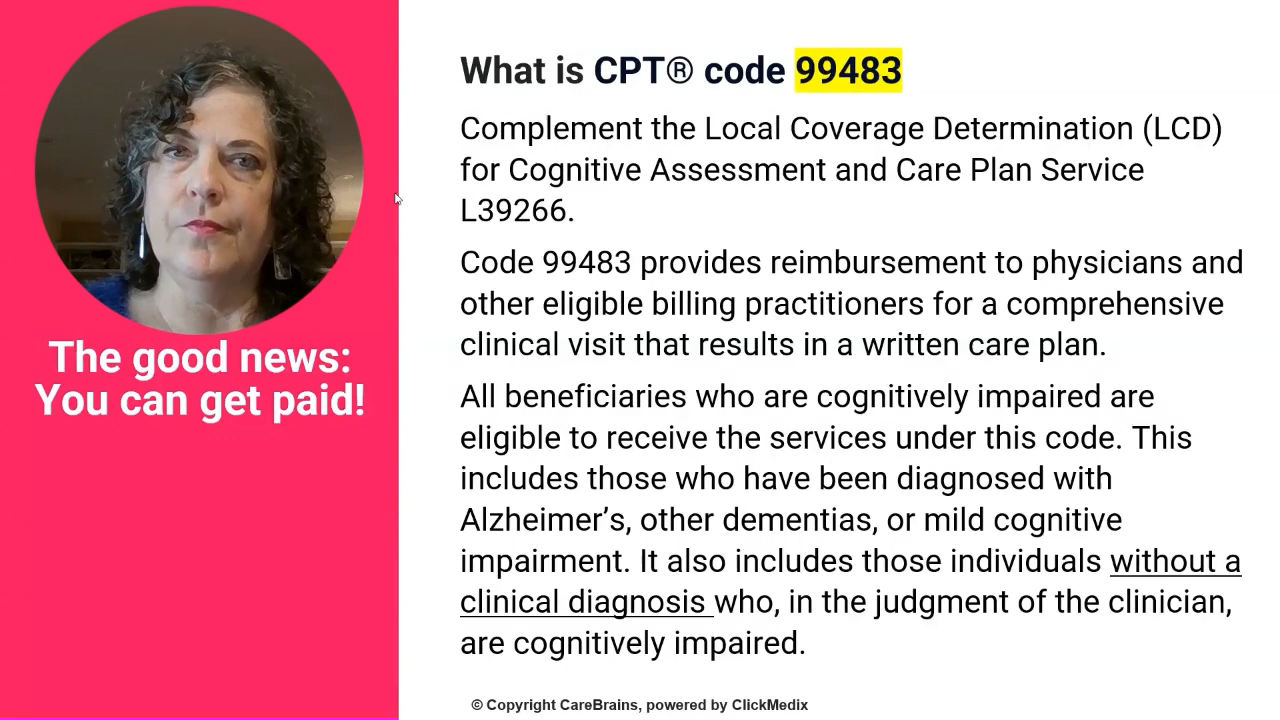 The good news:
You can get paid!
What is CPT® code 99483
Complement the Local Coverage Determination (LCD)
for Cognitive Assessment and Care Plan Service
L39266.
Code 99483 provides reimbursement to physicians and
other eligible billing practitioners for a comprehensive
clinical visit that results in a written care plan.
All beneficiaries who are cognitively impaired are
eligible to receive the services under this code. This
includes those who have been diagnosed with
Alzheimer’s, other dementias, or mild cognitive
impairment. It also includes those individuals without a
clinical diagnosis who, in the judgment of the clinician,
are cognitively impaired.
© Copyright CareBrains, powered by ClickMedix